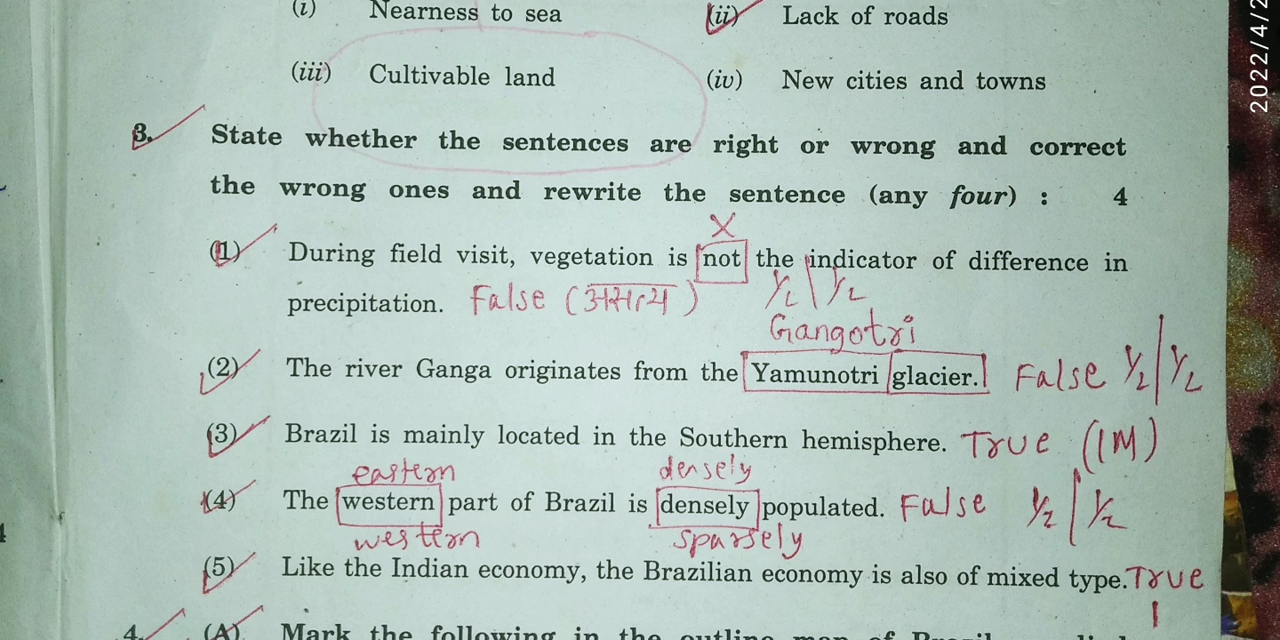 (i) Nearness to sea (ii) Lack of roads
(iii) Cultivable land (iv) New cities and towns
3. State whether the sentences are right or wrong and correct
the wrong ones and rewrite the sentence (any four) : 4
X
(1) During field visit, vegetation is not the indicator of difference in
precipitation. False ( ) 1/2 | 1/2
Gangotri
(2) The river Ganga originates from the Yamunotri glacier. False 1/2 | 1/2
(3) Brazil is mainly located in the Southern hemisphere. True (1M)
eastern densely
(4) The western part of Brazil is densely populated. False 1/2 | 1/2
western sparsely
(5) Like the Indian economy, the Brazilian economy is also of mixed type. True
1
4. (A) Mark the following in the outline map of Brazil
2022/4/2